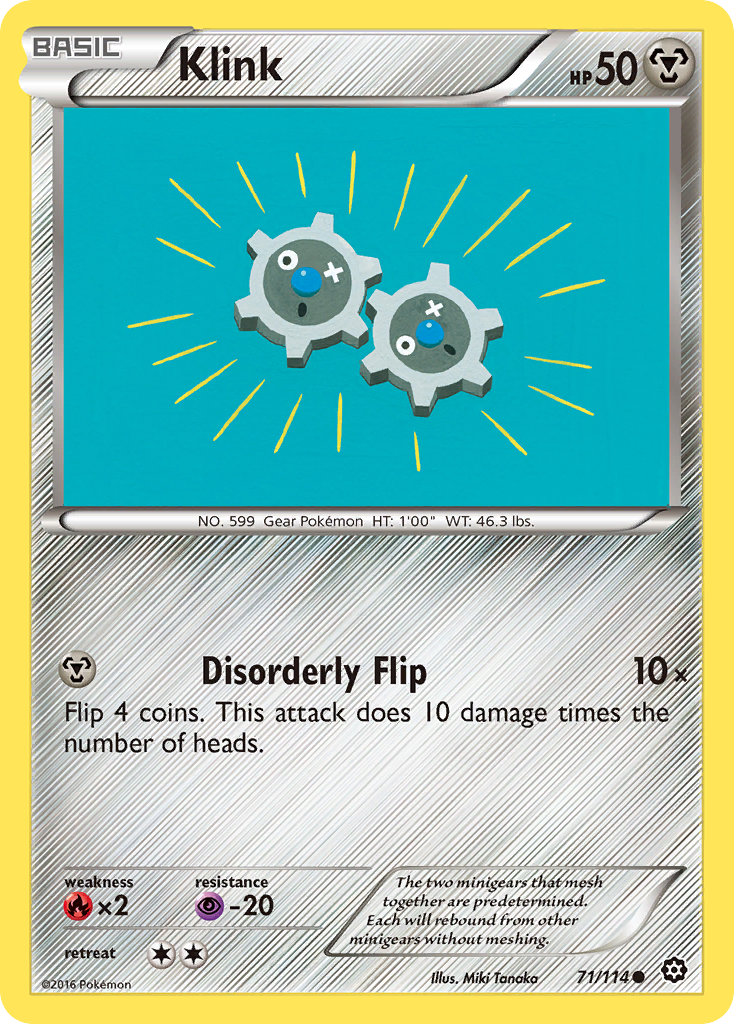 BASIC
Klink
HP50
NO. 599 Gear Pokémon HT: 1'00" WT: 46.3 lbs.
Disorderly Flip
10×
Flip 4 coins. This attack does 10 damage times the
number of heads.
weakness
×2
resistance
-20
retreat
The two minigears that mesh
together are predetermined.
Each will rebound from other
minigears without meshing.
©2016 Pokémon
Illus. Miki Tanaka
71/114